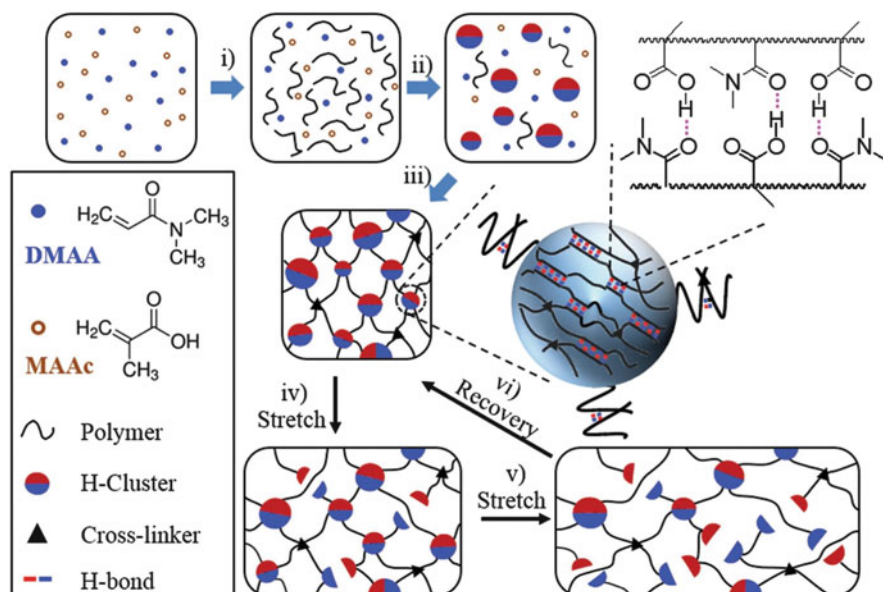 i)
ii)
iii)
O
O
N
O
O
H
H
H
N
O
O
O
O
N
H₂C
O
N
CH₃
CH₃
DMAA
H₂C
O
OH
CH₃
MAAc
Polymer
H-Cluster
Cross-linker
H-bond
iv)
Stretch
vi)
Recovery
v)
Stretch